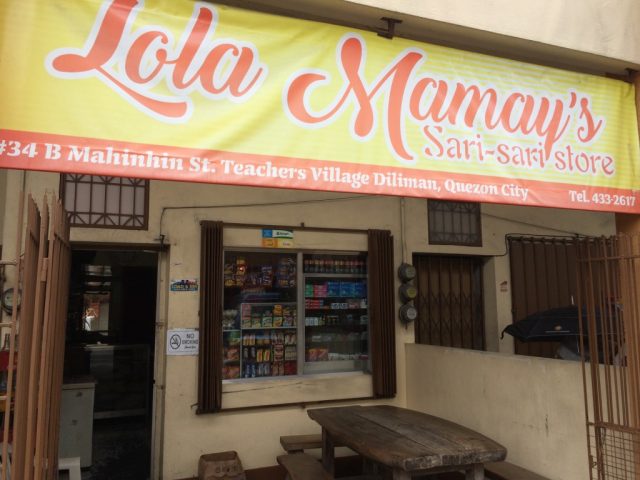 Lola Mamay's
Sari-sari store
#34 B Mahinhin St. Teachers Village Diliman, Quezon City
Tel. 433-2617
NO
SMOKING